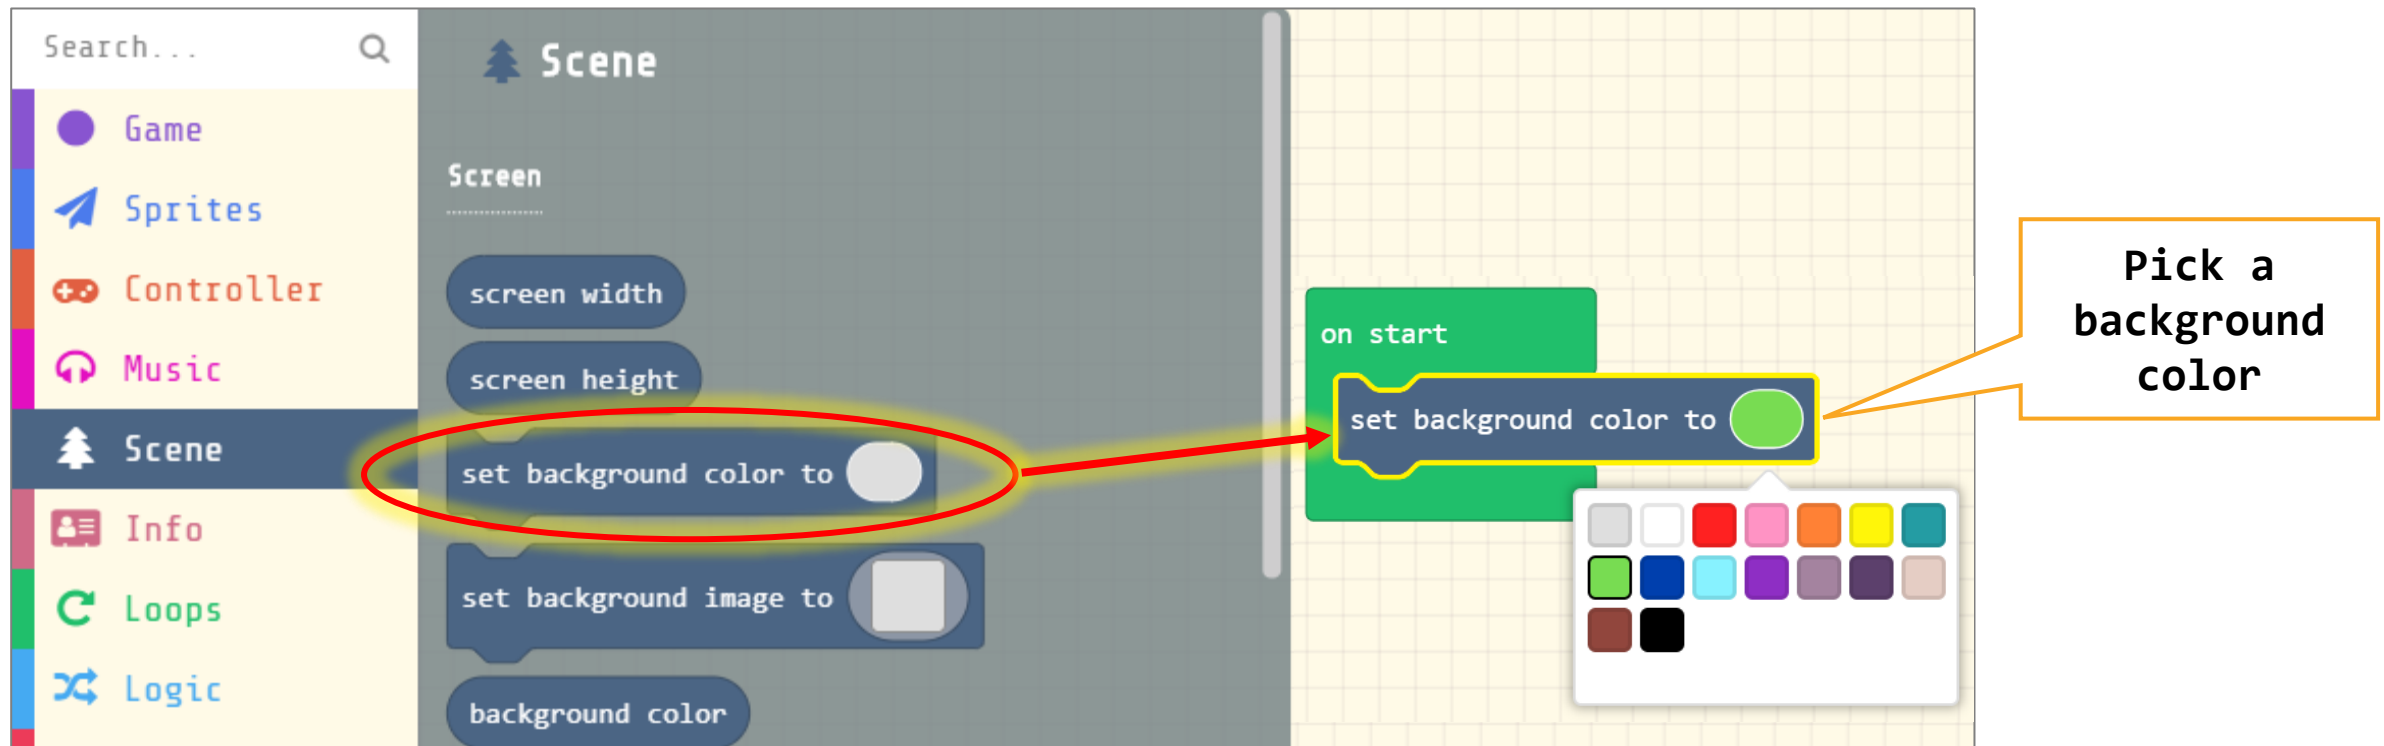 Search...
Game
Sprites
Controller
Music
Scene
Info
Loops
Logic
Scene
Screen
screen width
screen height
set background color to
set background image to
background color
on start
set background color to
Pick a
background
color